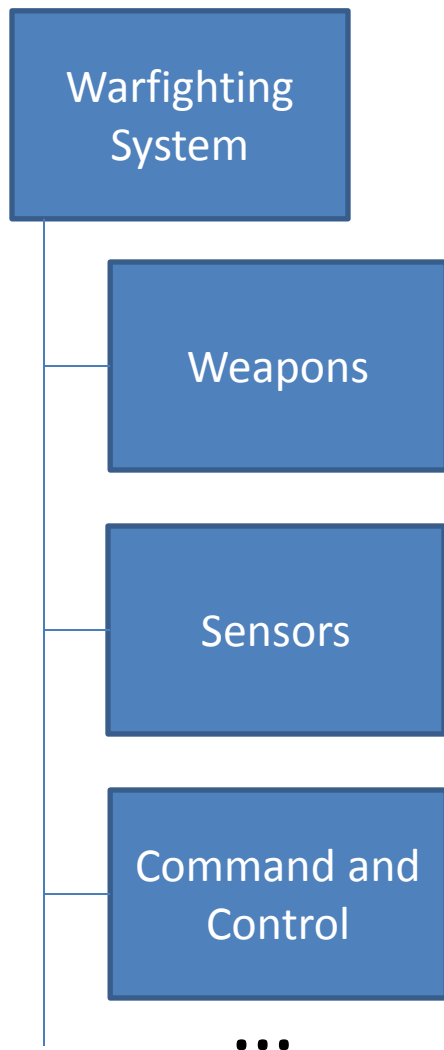 Warfighting
System
Weapons
Sensors
Command and
Control
...